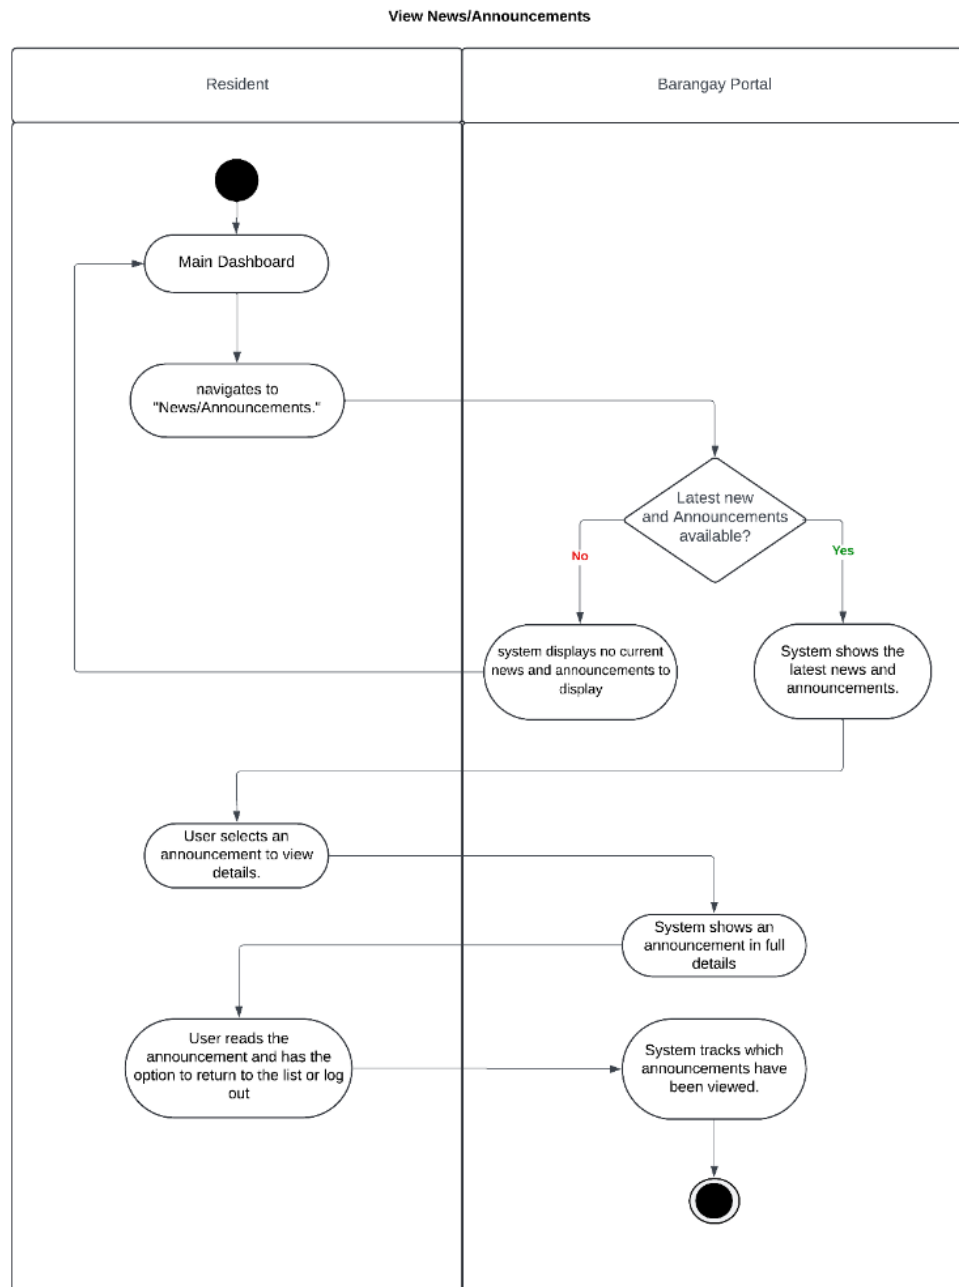 View News/Announcements
Resident
Barangay Portal
Main Dashboard
navigates to
"News/Announcements."
Latest new
and Announcements
available?
No
Yes
system displays no current
news and announcements to
display
System shows the
latest news and
announcements.
User selects an
announcement to view
details.
System shows an
announcement in full
details
User reads the
announcement and has the
option to return to the list or log
out
System tracks which
announcements have
been viewed.